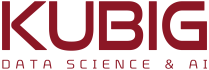 KUBIG
DATA SCIENCE & AI